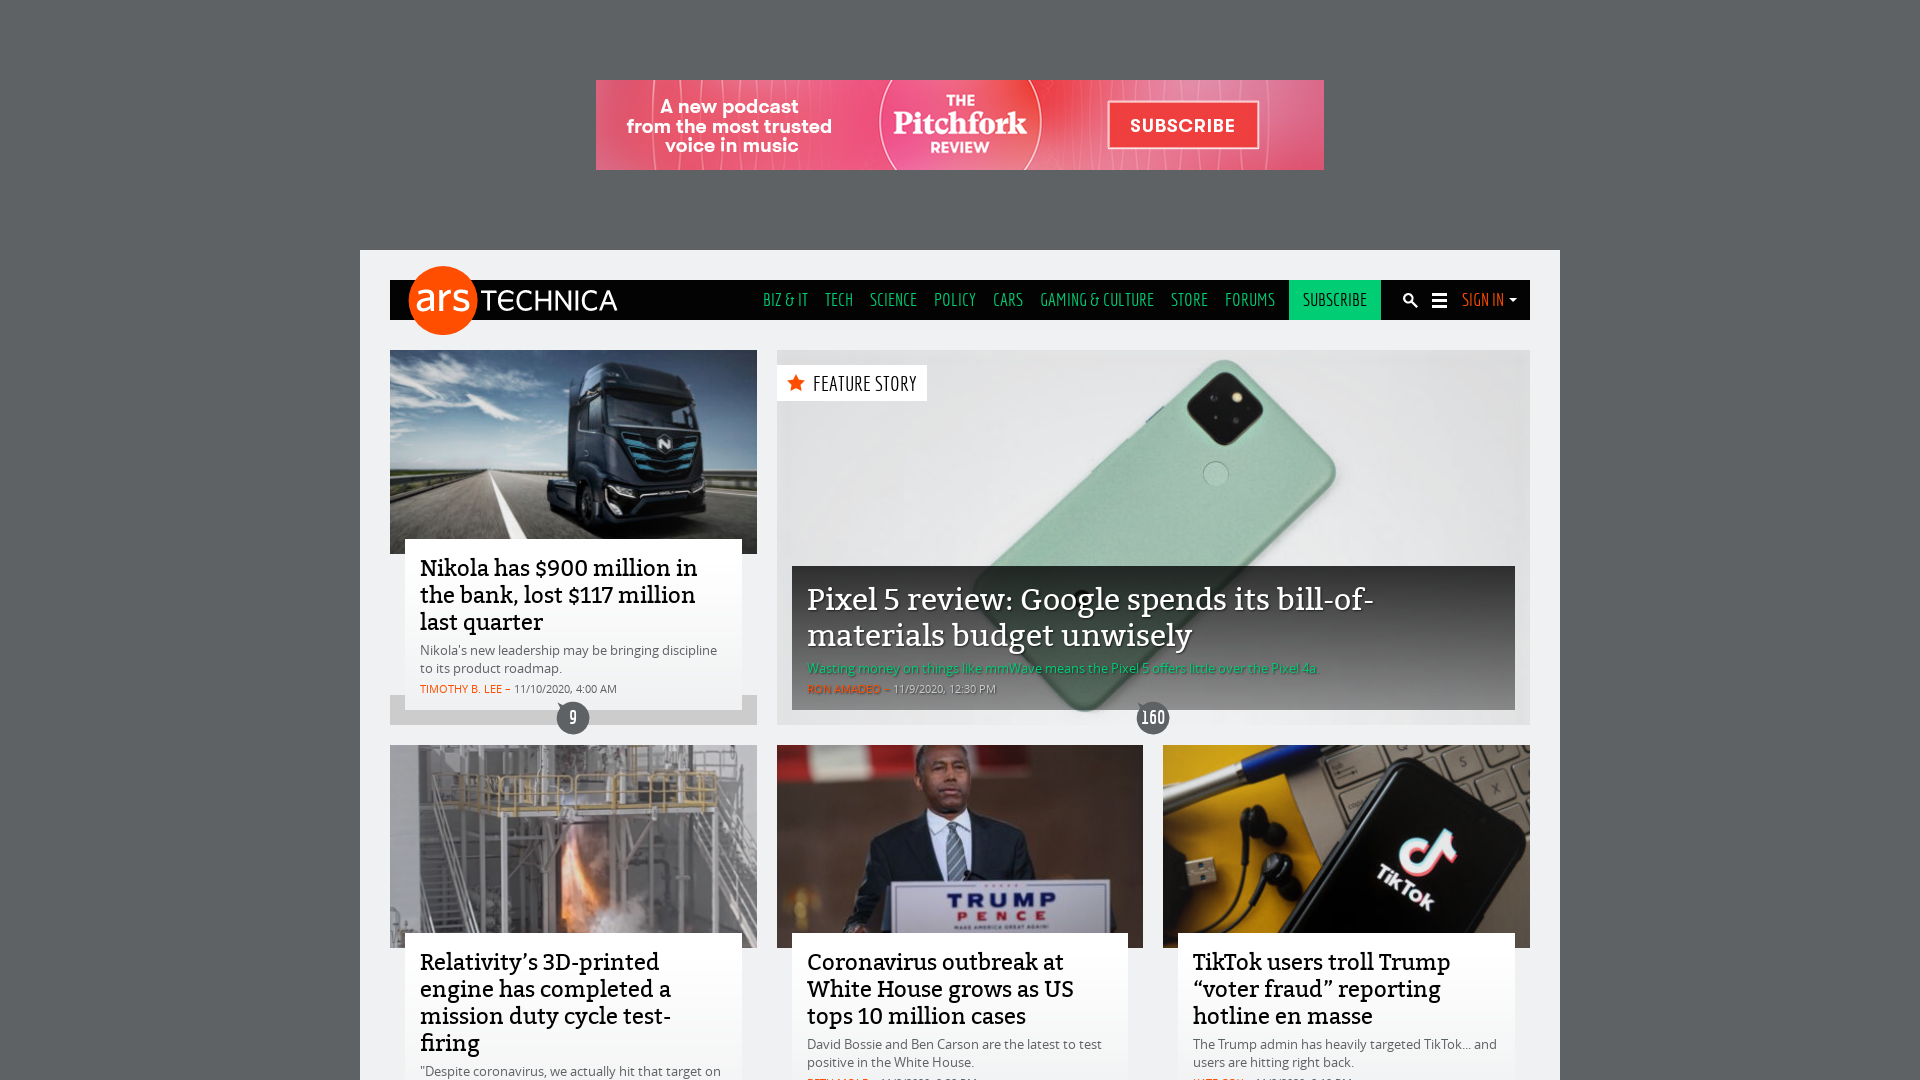 A new podcast
from the most trusted
voice in music
THE
Pitchfork
REVIEW
SUBSCRIBE
ars TECHNICA
BIZ & IT TECH SCIENCE POLICY CARS GAMING & CULTURE STORE FORUMS SUBSCRIBE SIGN IN
Nikola has $900 million in
the bank, lost $117 million
last quarter
Nikola's new leadership may be bringing discipline
to its product roadmap.
TIMOTHY B. LEE – 11/10/2020, 4:00 AM
9
FEATURE STORY
Pixel 5 review: Google spends its bill-of-
materials budget unwisely
Wasting money on things like mmWave means the Pixel 5 offers little over the Pixel 4a.
RON AMADEO – 11/9/2020, 12:30 PM
160
Relativity’s 3D-printed
engine has completed a
mission duty cycle test-
firing
"Despite coronavirus, we actually hit that target on
TRUMP
PENCE
MAKE AMERICA GREAT AGAIN!
Coronavirus outbreak at
White House grows as US
tops 10 million cases
David Bossie and Ben Carson are the latest to test
positive in the White House.
TikTok
TikTok users troll Trump
“voter fraud” reporting
hotline en masse
The Trump admin has heavily targeted TikTok... and
users are hitting right back.